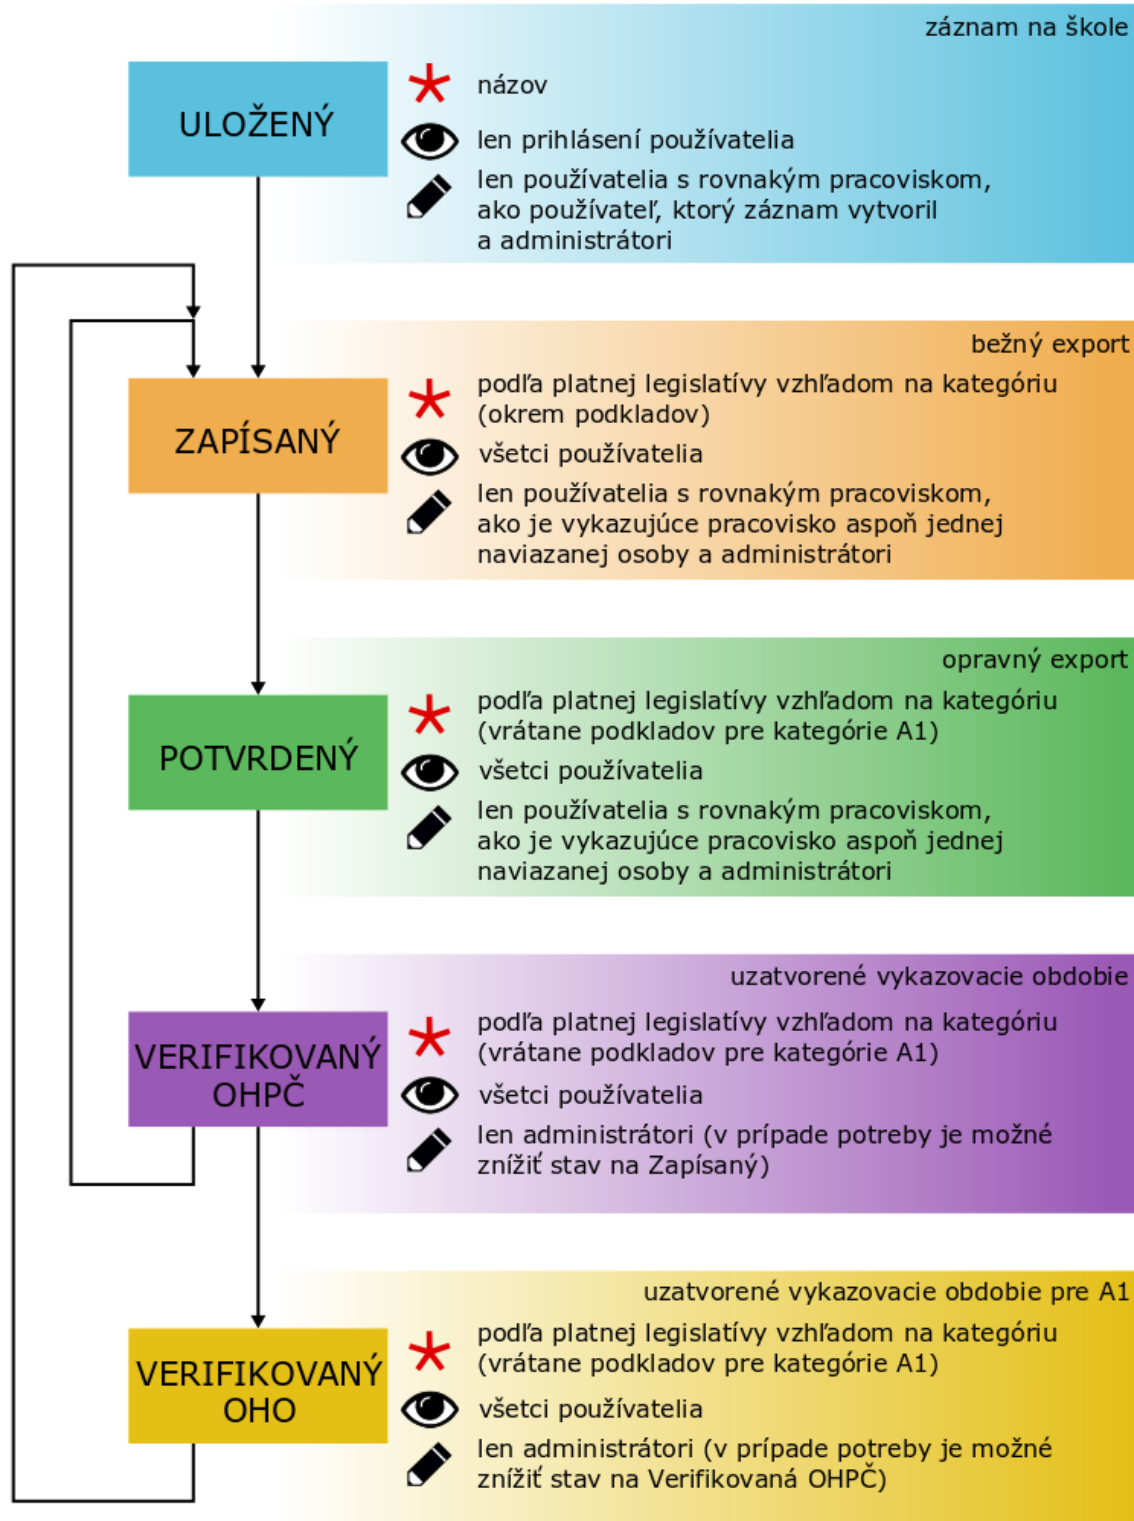 záznam na škole
ULOŽENÝ
názov
len prihlásení používatelia
len používatelia s rovnakým pracoviskom,
ako používateľ, ktorý záznam vytvoril
a administrátori
bežný export
ZAPÍSANÝ
podľa platnej legislatívy vzhľadom na kategóriu
(okrem podkladov)
všetci používatelia
len používatelia s rovnakým pracoviskom,
ako je vykazujúce pracovisko aspoň jednej
naviazanej osoby a administrátori
opravný export
POTVRDENÝ
podľa platnej legislatívy vzhľadom na kategóriu
(vrátane podkladov pre kategórie A1)
všetci používatelia
len používatelia s rovnakým pracoviskom,
ako je vykazujúce pracovisko aspoň jednej
naviazanej osoby a administrátori
uzatvorené vykazovacie obdobie
VERIFIKOVANÝ
OHPČ
podľa platnej legislatívy vzhľadom na kategóriu
(vrátane podkladov pre kategórie A1)
všetci používatelia
len administrátori (v prípade potreby je možné
znížiť stav na Zapísaný)
uzatvorené vykazovacie obdobie pre A1
VERIFIKOVANÝ
OHO
podľa platnej legislatívy vzhľadom na kategóriu
(vrátane podkladov pre kategórie A1)
všetci používatelia
len administrátori (v prípade potreby je možné
znížiť stav na Verifikovaná OHPČ)